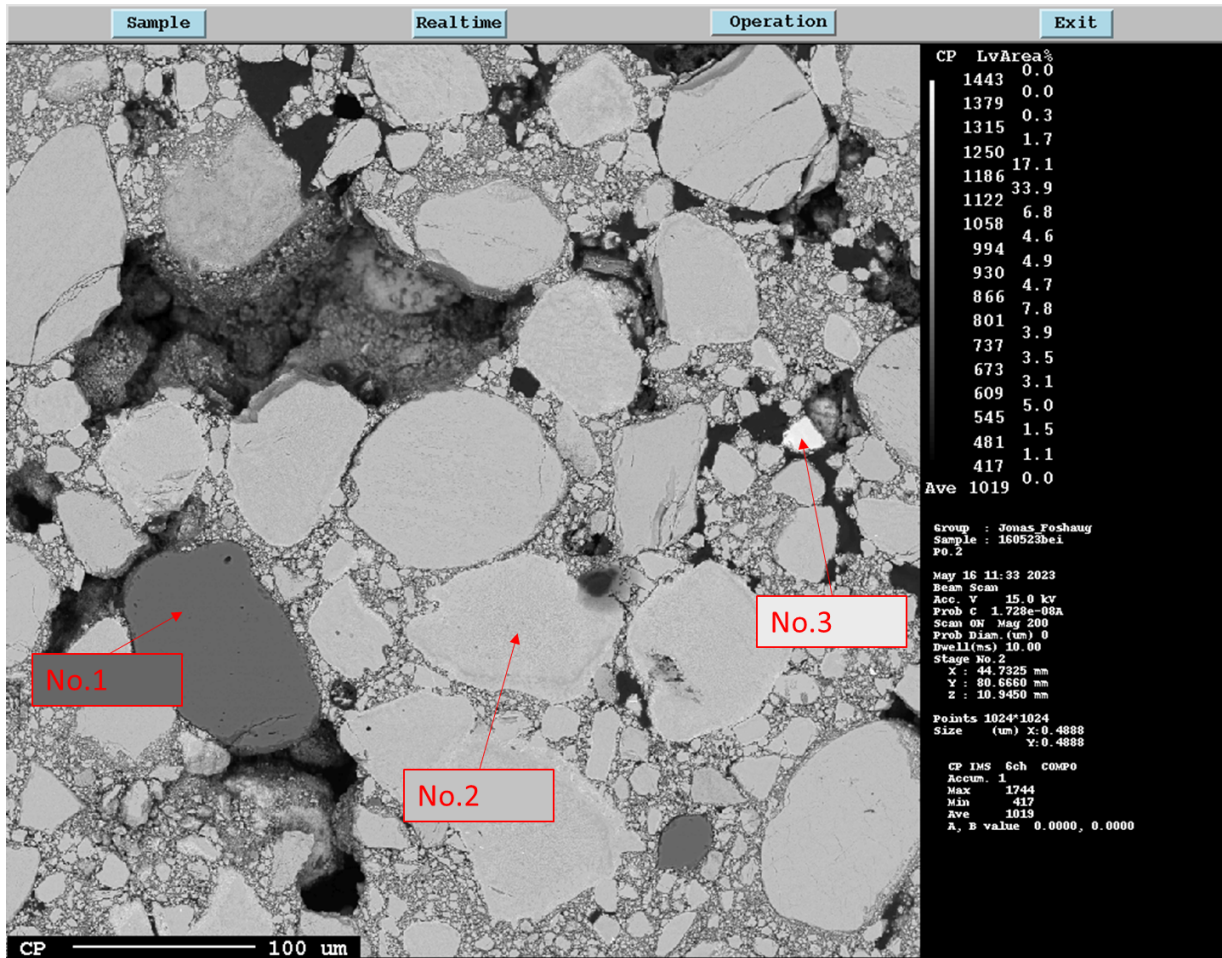 Sample Realtime Operation Exit
CP LvArea%
0.0
1443
0.0
1379
0.3
1315
1.7
1250
17.1
1186
33.9
1122
6.8
1058
4.6
994
4.9
930
4.7
866
7.8
801
3.9
737
3.5
673
3.1
609
5.0
545
1.5
481
1.1
417
0.0
Ave 1019
Group : Jonas_Foshaug
Sample : 160523bei
PO.2
May 16 11:33 2023
Beam Scan
Acc. V 15.0 kV
Prob C 1.728e-08A
Scan ON Mag 200
Prob Diam.(um) 0
Dwell(ms) 10.00
Stage No.2
X : 44.7325 mm
Y : 80.6660 mm
Z : 10.9450 mm
Points 1024*1024
Size (um) X:0.4888
Y:0.4888
CP IMS 6ch COMPO
Accum. 1
Max 1744
Min 417
Ave 1019
A, B value 0.0000, 0.0000
No.3
No.1
No.2
CP 100 um